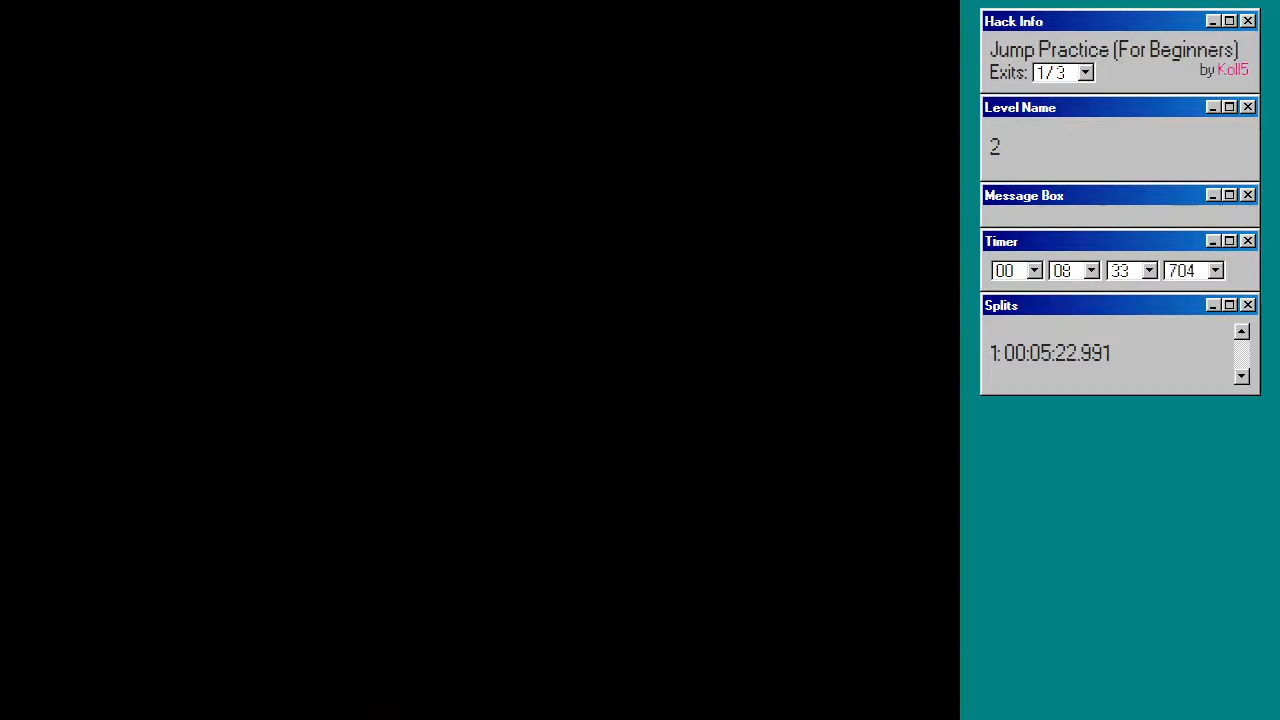 Hack Info
Jump Practice (For Beginners)
Exits: 1/3
by Koll5
Level Name
2
Message Box
Timer
00 08 33 704
Splits
1: 00:05:22.991